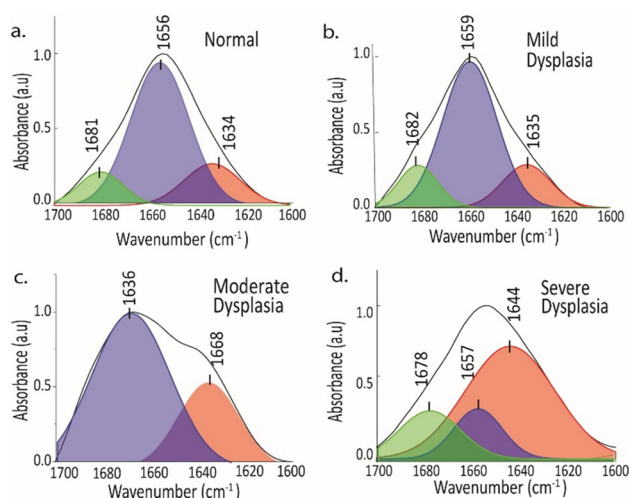 a.
Normal
Absorbance (a.u)
1.0
0.5
0.0
1681
1656
1634
1700 1680 1660 1640 1620 1600
Wavenumber (cm-1)
b.
Mild
Dysplasia
Absorbance (a.u)
1.0
0.5
0.0
1682
1659
1635
1700 1680 1660 1640 1620 1600
Wavenumber (cm-1)
c.
Moderate
Dysplasia
Absorbance (a.u)
1.0
0.5
0.0
1636
1668
1700 1680 1660 1640 1620 1600
Wavenumber (cm-1)
d.
Severe
Dysplasia
Absorbance (a.u)
1.0
0.5
0.0
1678
1657
1644
1700 1680 1660 1640 1620 1600
Wavenumber (cm-1)